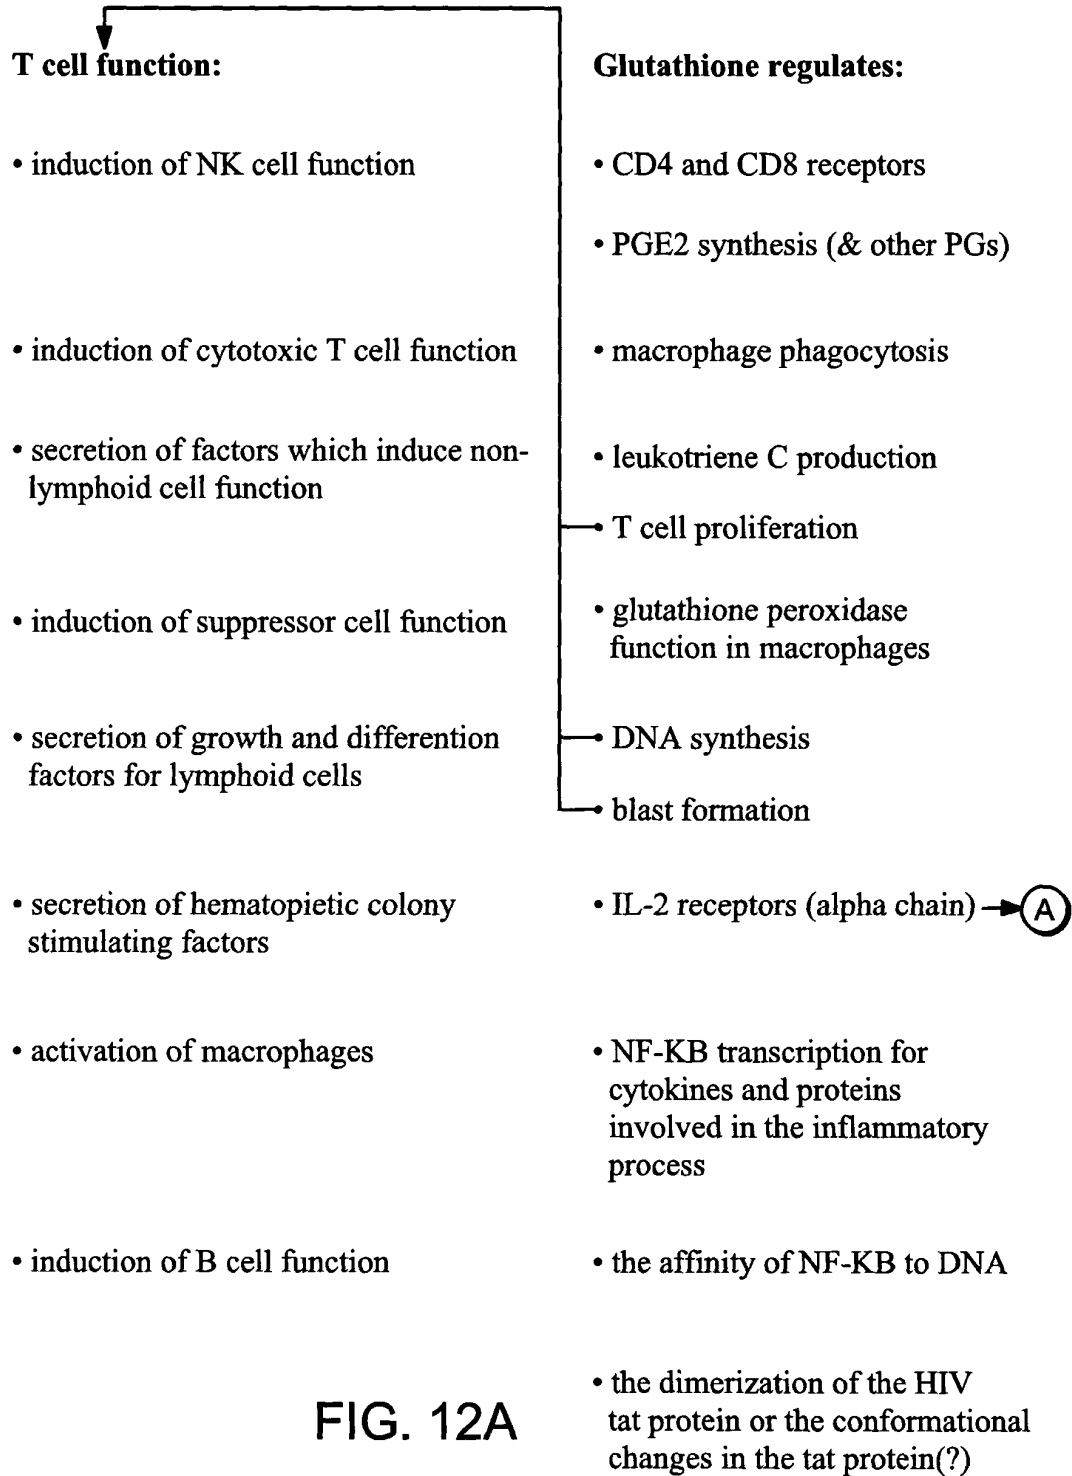 T cell function:
• induction of NK cell function
• induction of cytotoxic T cell function
• secretion of factors which induce non-
lymphoid cell function
• induction of suppressor cell function
• secretion of growth and differention
factors for lymphoid cells
• secretion of hematopietic colony
stimulating factors
• activation of macrophages
• induction of B cell function
Glutathione regulates:
• CD4 and CD8 receptors
• PGE2 synthesis (& other PGs)
• macrophage phagocytosis
• leukotriene C production
• T cell proliferation
• glutathione peroxidase
function in macrophages
• DNA synthesis
• blast formation
• IL-2 receptors (alpha chain) A
• NF-KB transcription for
cytokines and proteins
involved in the inflammatory
process
• the affinity of NF-KB to DNA
• the dimerization of the HIV
tat protein or the conformational
changes in the tat protein(?)
FIG. 12A